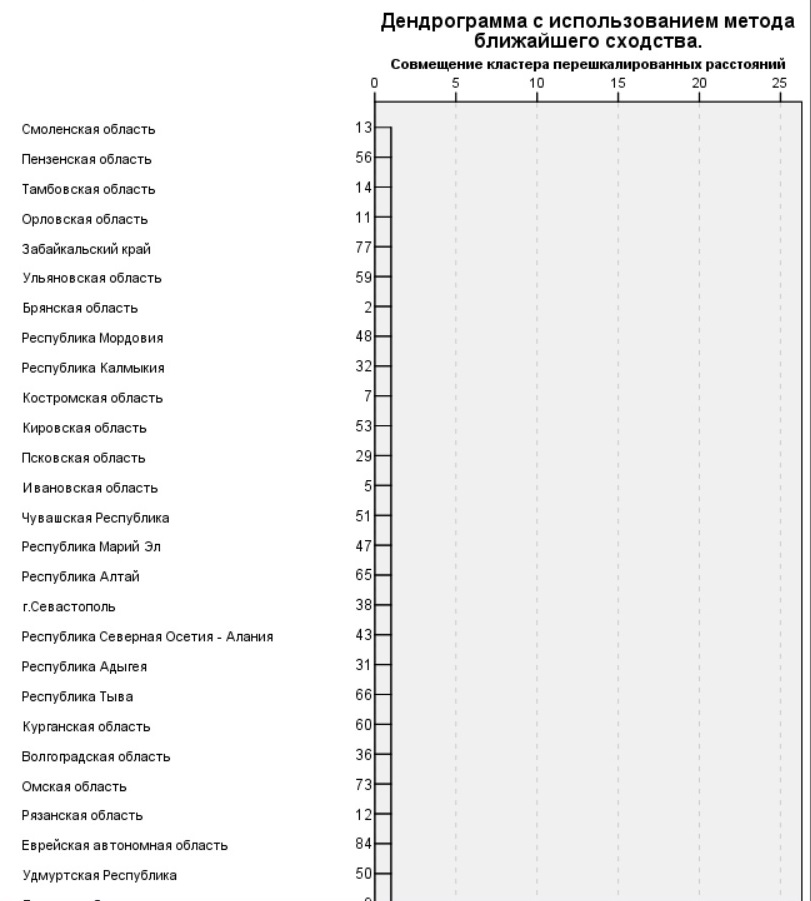 Дендрограмма с использованием метода
ближайшего сходства.
Совмещение кластера перешкалированных расстояний
0 5 10 15 20 25
Смоленская область 13
Пензенская область 56
Тамбовская область 14
Орловская область 11
Забайкальский край 77
Ульяновская область 59
Брянская область 2
Республика Мордовия 48
Республика Калмыкия 32
Костромская область 7
Кировская область 53
Псковская область 29
Ивановская область 5
Чувашская Республика 51
Республика Марий Эл 47
Республика Алтай 65
г.Севастополь 38
Республика Северная Осетия - Алания 43
Республика Адыгея 31
Республика Тыва 66
Курганская область 60
Волгоградская область 36
Омская область 73
Рязанская область 12
Еврейская автономная область 84
Удмуртская Республика 50